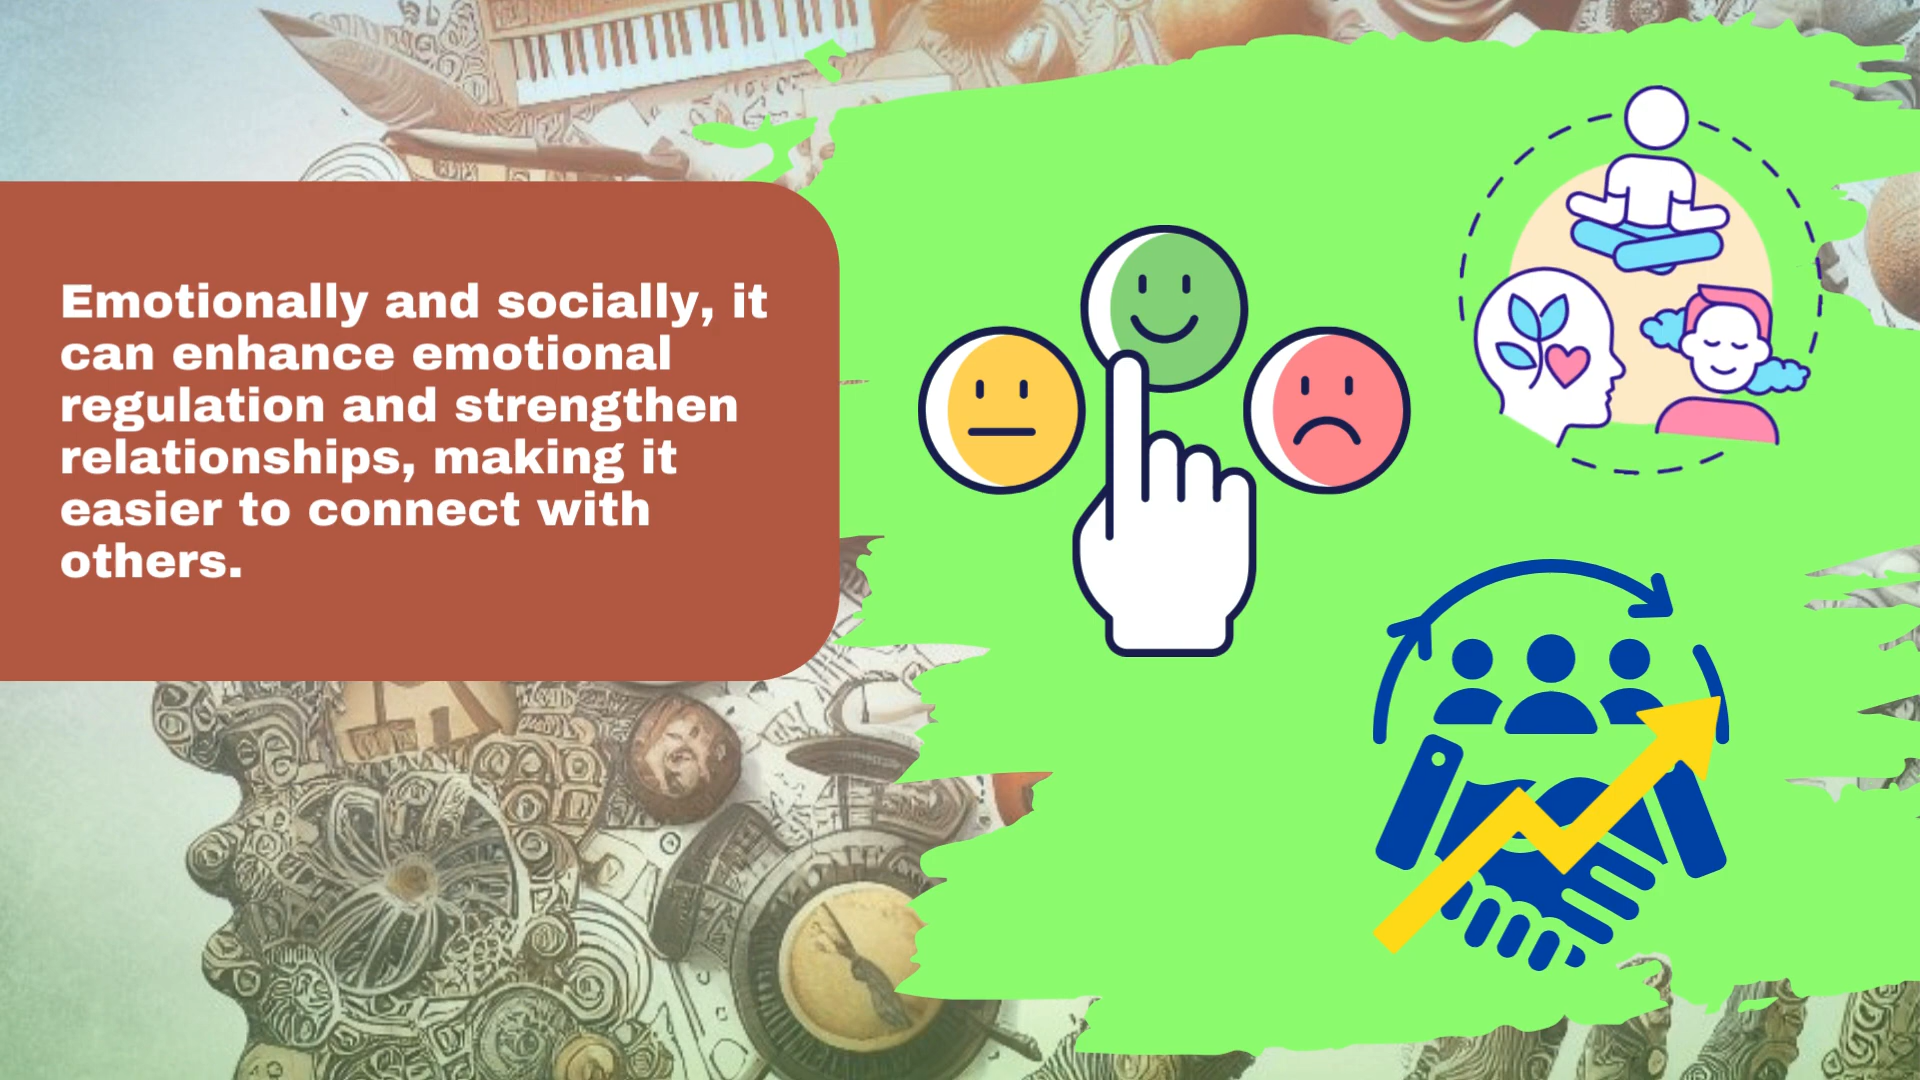 Emotionally and socially, it
can enhance emotional
regulation and strengthen
relationships, making it
easier to connect with
others.